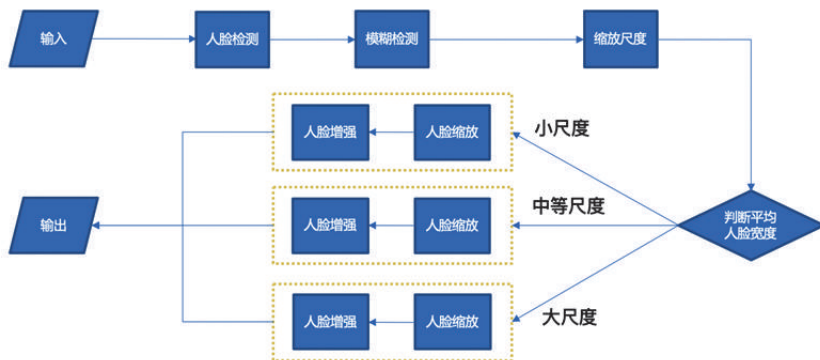 输入
人脸检测
模糊检测
缩放尺度
人脸增强
人脸缩放
小尺度
输出
人脸增强
人脸缩放
中等尺度
判断平均
人脸宽度
人脸增强
人脸缩放
大尺度